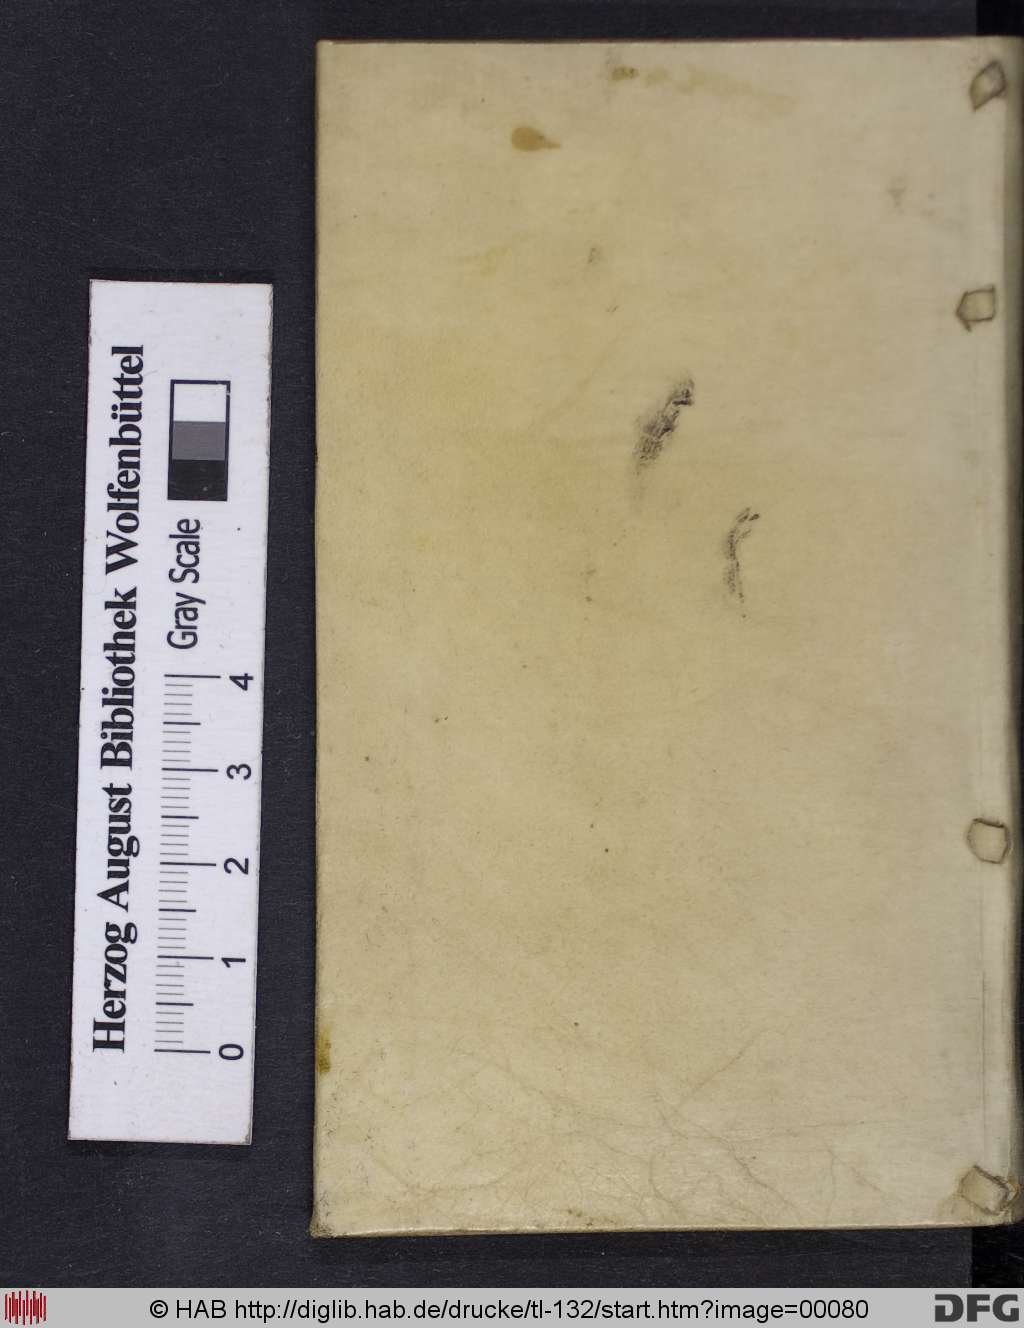 Herzog August Bibliothek Wolfenbüttel
Gray Scale
0 1 2 3 4
© HAB http://diglib.hab.de/drucke/tl-132/start.htm?image=00080
DFG